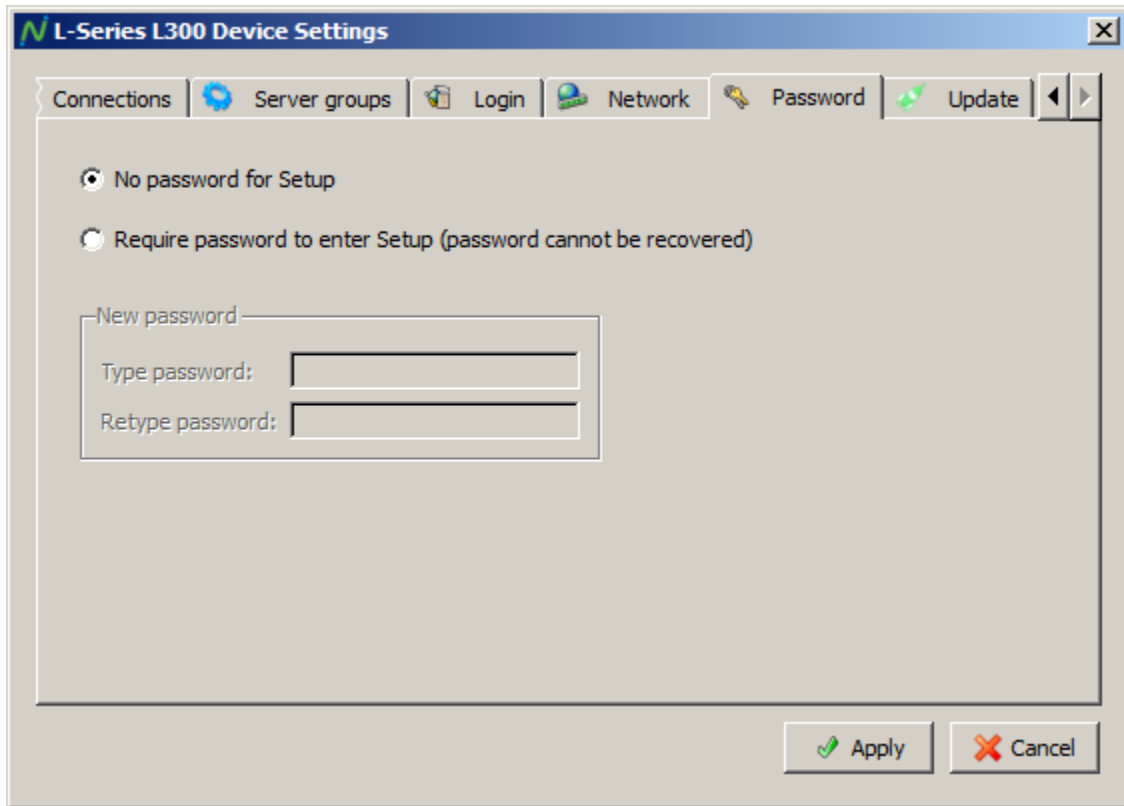 L-Series L300 Device Settings
Connections Server groups Login Network Password Update
No password for Setup
Require password to enter Setup (password cannot be recovered)
New password
Type password:
Retype password:
Apply Cancel